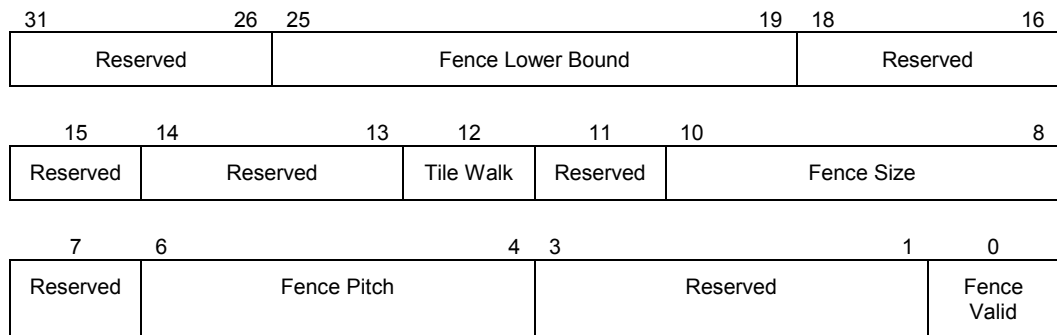 31 26 25 19 18 16
Reserved Fence Lower Bound Reserved
15 14 13 12 11 10 8
Reserved Reserved Tile Walk Reserved Fence Size
7 6 4 3 1 0
Reserved Fence Pitch Reserved Fence
Valid